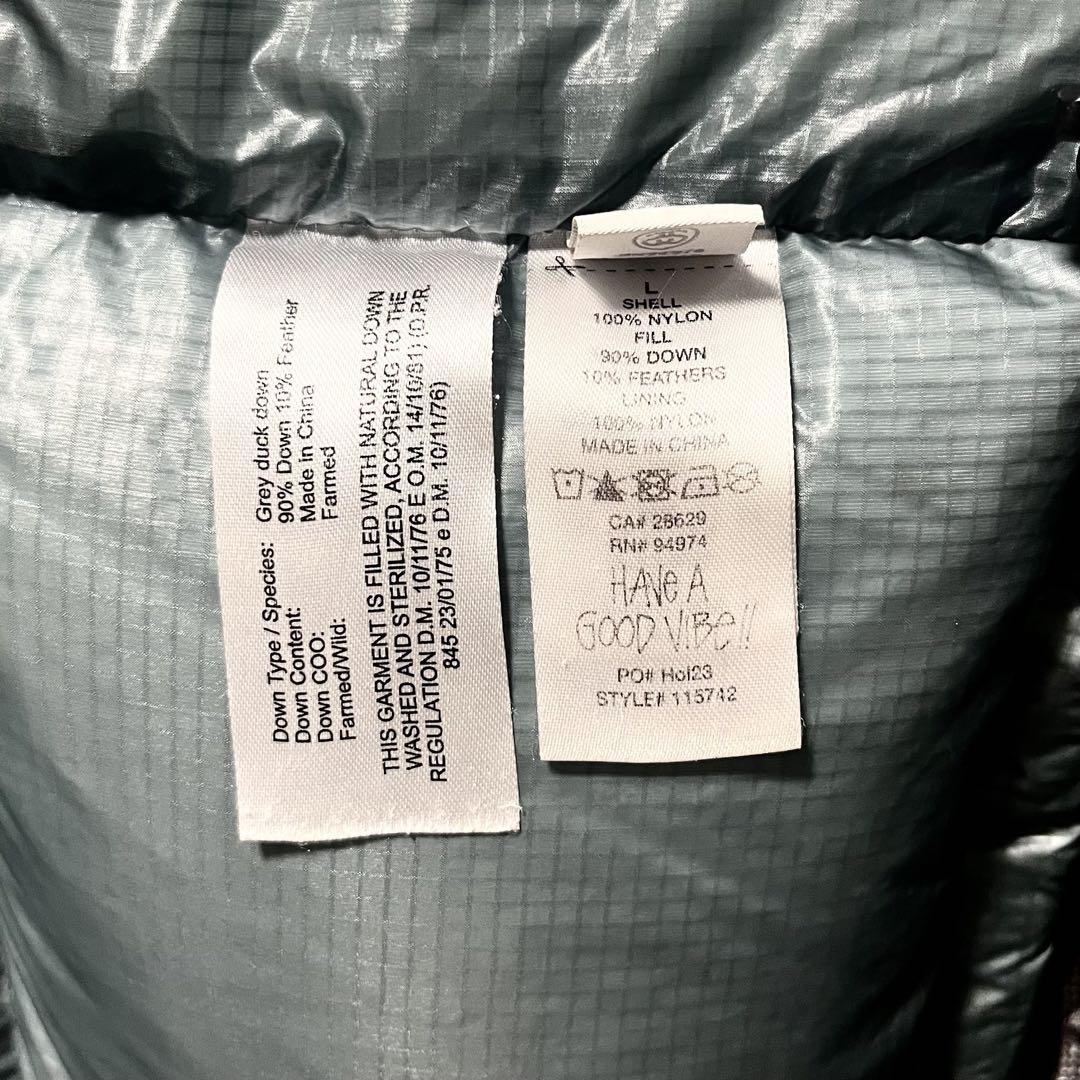 Down Type / Species: Grey duck down
Down Content: 90% Down 10% Feather
Down COO: Made in China
Farmed/Wild: Farmed
THIS GARMENT IS FILLED WITH NATURAL DOWN
WASHED AND STERILIZED, ACCORDING TO THE
REGULATION D.M. 10/11/76 E O.M. 14/10/81) (D.P.R.
845 23/01/75 e D.M. 10/11/76)
L
SHELL
100% NYLON
FILL
90% DOWN
10% FEATHERS
LINING
100% NYLON
MADE IN CHINA
CA# 28629
RN# 94974
HAVE A
GOOD VIBE!!
PO# Hol23
STYLE# 115742